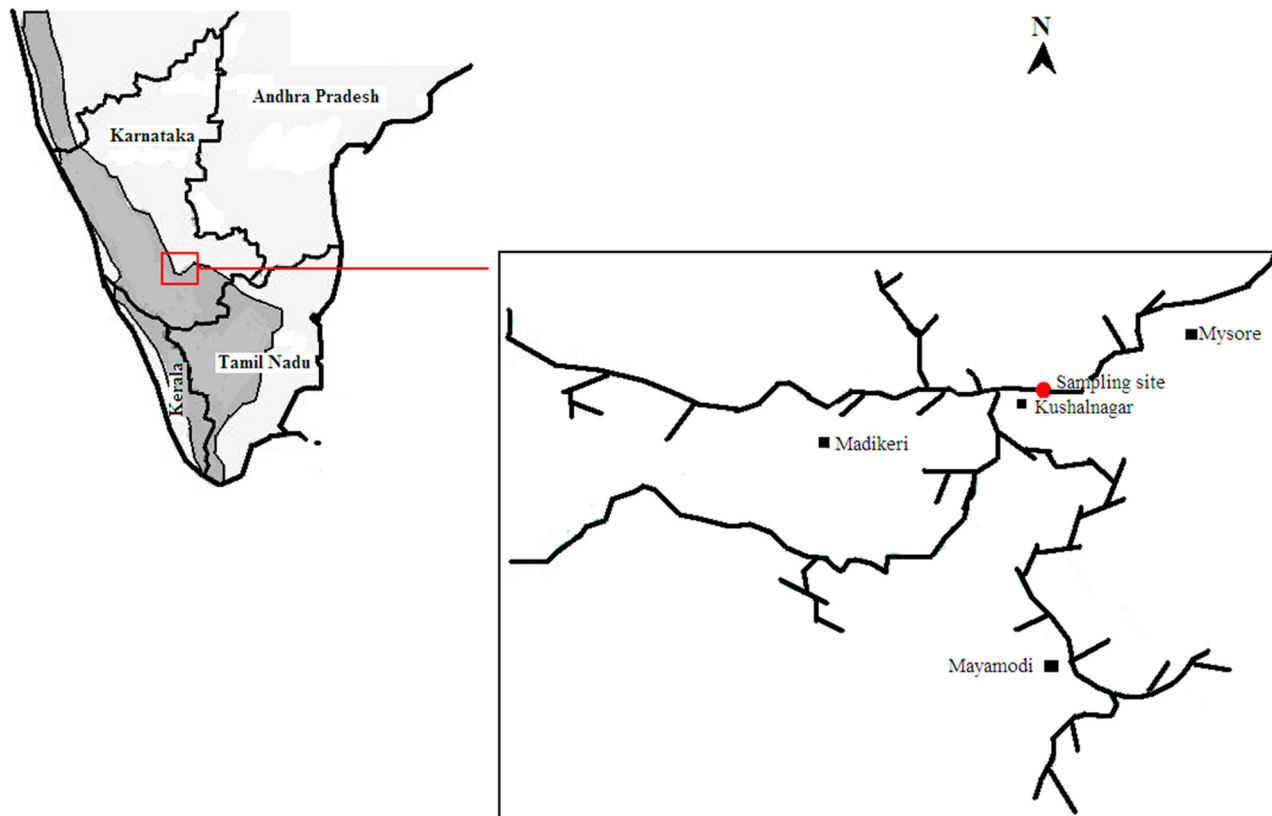 N
Andhra Pradesh
Karnataka
Tamil Nadu
Kerala
Mysore
Sampling site
Kushalnagar
Madikeri
Mayamodi